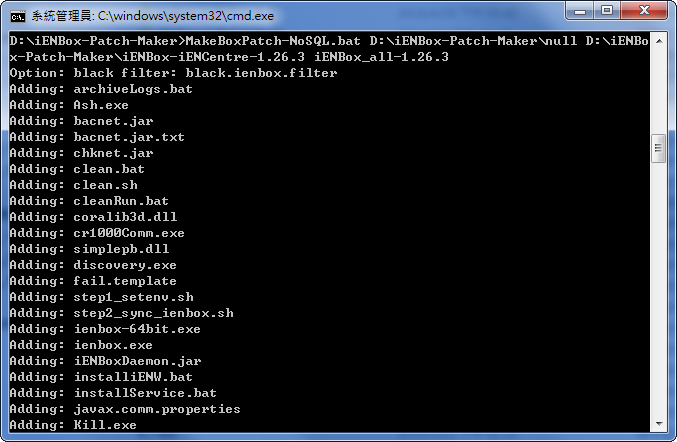 系統管理員: C:\windows\system32\cmd.exe
D:\iENBox-Patch-Maker>MakeBoxPatch-NoSQL.bat D:\iENBox-Patch-Maker\null D:\iENBo
x-Patch-Maker\iENBox-iENCentre-1.26.3 iENBox_all-1.26.3
Option: black filter: black.ienbox.filter
Adding: archiveLogs.bat
Adding: Ash.exe
Adding: bacnet.jar
Adding: bacnet.jar.txt
Adding: chknet.jar
Adding: clean.bat
Adding: clean.sh
Adding: cleanRun.bat
Adding: coralib3d.dll
Adding: cr1000Comm.exe
Adding: simplepb.dll
Adding: discovery.exe
Adding: fail.template
Adding: step1_setenv.sh
Adding: step2_sync_ienbox.sh
Adding: ienbox-64bit.exe
Adding: ienbox.exe
Adding: iENBoxDaemon.jar
Adding: installiENW.bat
Adding: installService.bat
Adding: javax.comm.properties
Adding: Kill.exe